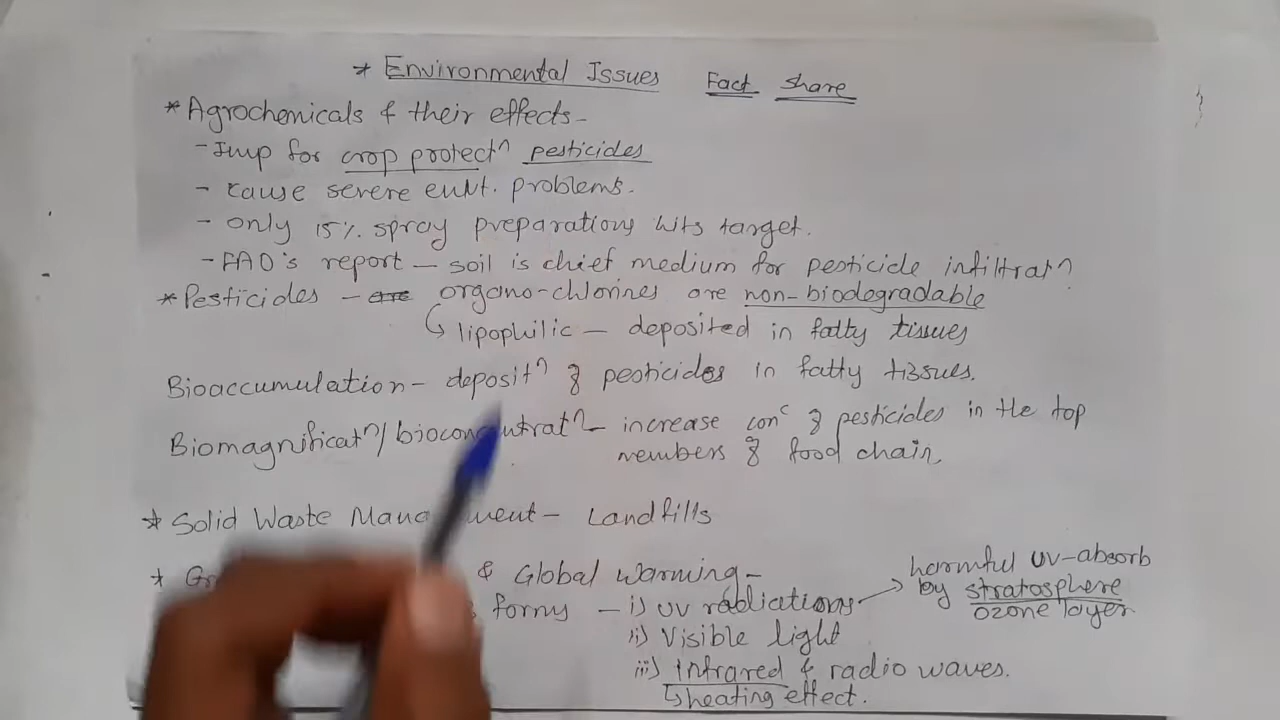 * Environmental Issues Fact Share
* Agrochemicals & their effects-
- Imp for crop protectn pesticides
- cause severe envt. problems.
- only 15% spray preparations hits target.
- FAO's report - soil is chief medium for pesticide infiltratn
* Pesticides - are organo-chlorines are non-biodegradable
lipophilic - deposited in fatty tissues
Bioaccumulation - depositn of pesticides in fatty tissues.
Biomagnificatn/bioconcentratn - increase conc of pesticides in the top
members of food chain,
* Solid Waste Management - Landfills
* & Global Warming -
forms - i) UV radiations
harmful UV-absorb
by stratosphere
ozone layer
ii) Visible light
iii) Infrared & radio waves.
heating effect.